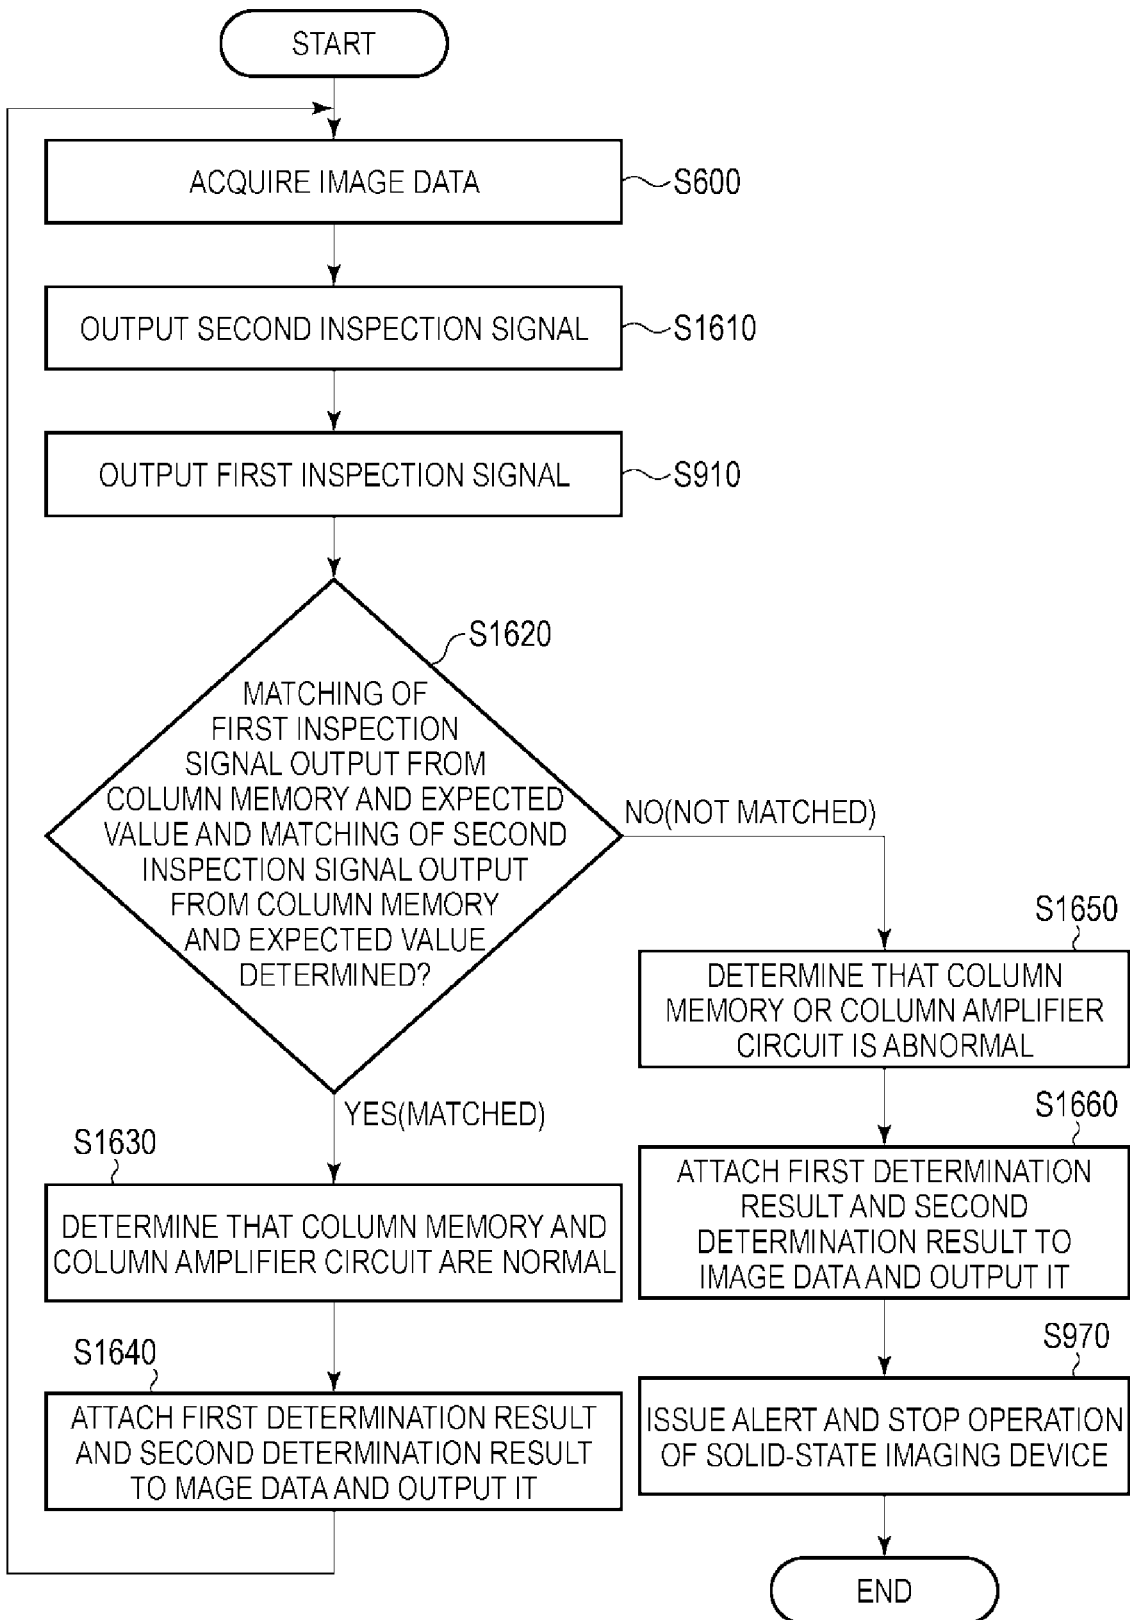 START
ACQUIRE IMAGE DATA
S600
OUTPUT SECOND INSPECTION SIGNAL
S1610
OUTPUT FIRST INSPECTION SIGNAL
S910
S1620
MATCHING OF
FIRST INSPECTION
SIGNAL OUTPUT FROM
COLUMN MEMORY AND EXPECTED
VALUE AND MATCHING OF SECOND
INSPECTION SIGNAL OUTPUT
FROM COLUMN MEMORY
AND EXPECTED VALUE
DETERMINED?
NO(NOT MATCHED)
YES(MATCHED)
S1630
DETERMINE THAT COLUMN MEMORY AND
COLUMN AMPLIFIER CIRCUIT ARE NORMAL
S1640
ATTACH FIRST DETERMINATION RESULT
AND SECOND DETERMINATION RESULT
TO MAGE DATA AND OUTPUT IT
S1650
DETERMINE THAT COLUMN
MEMORY OR COLUMN AMPLIFIER
CIRCUIT IS ABNORMAL
S1660
ATTACH FIRST DETERMINATION
RESULT AND SECOND
DETERMINATION RESULT TO
IMAGE DATA AND OUTPUT IT
S970
ISSUE ALERT AND STOP OPERATION
OF SOLID-STATE IMAGING DEVICE
END